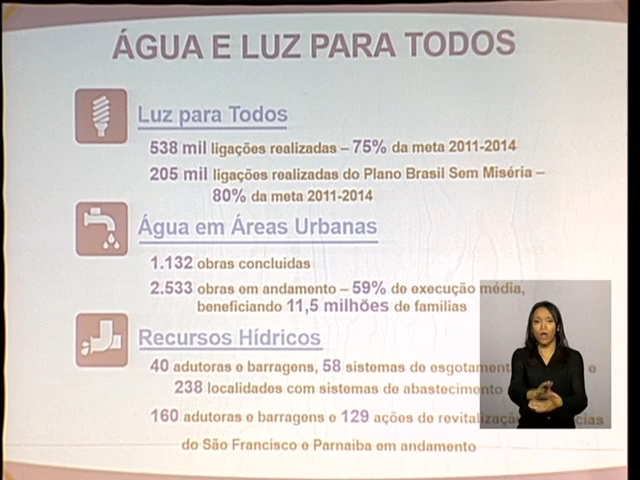 ÁGUA E LUZ PARA TODOS
Luz para Todos
538 mil ligações realizadas – 75% da meta 2011-2014
205 mil ligações realizadas do Plano Brasil Sem Miséria –
80% da meta 2011-2014
Água em Áreas Urbanas
1.132 obras concluídas
2.533 obras em andamento – 59% de execução média,
beneficiando 11,5 milhões de famílias
Recursos Hídricos
40 adutoras e barragens, 58 sistemas de e
238 localidades com sistemas de abastecimento
160 adutoras e barragens e 129 ações de
do São Francisco e Parnaíba em andamento